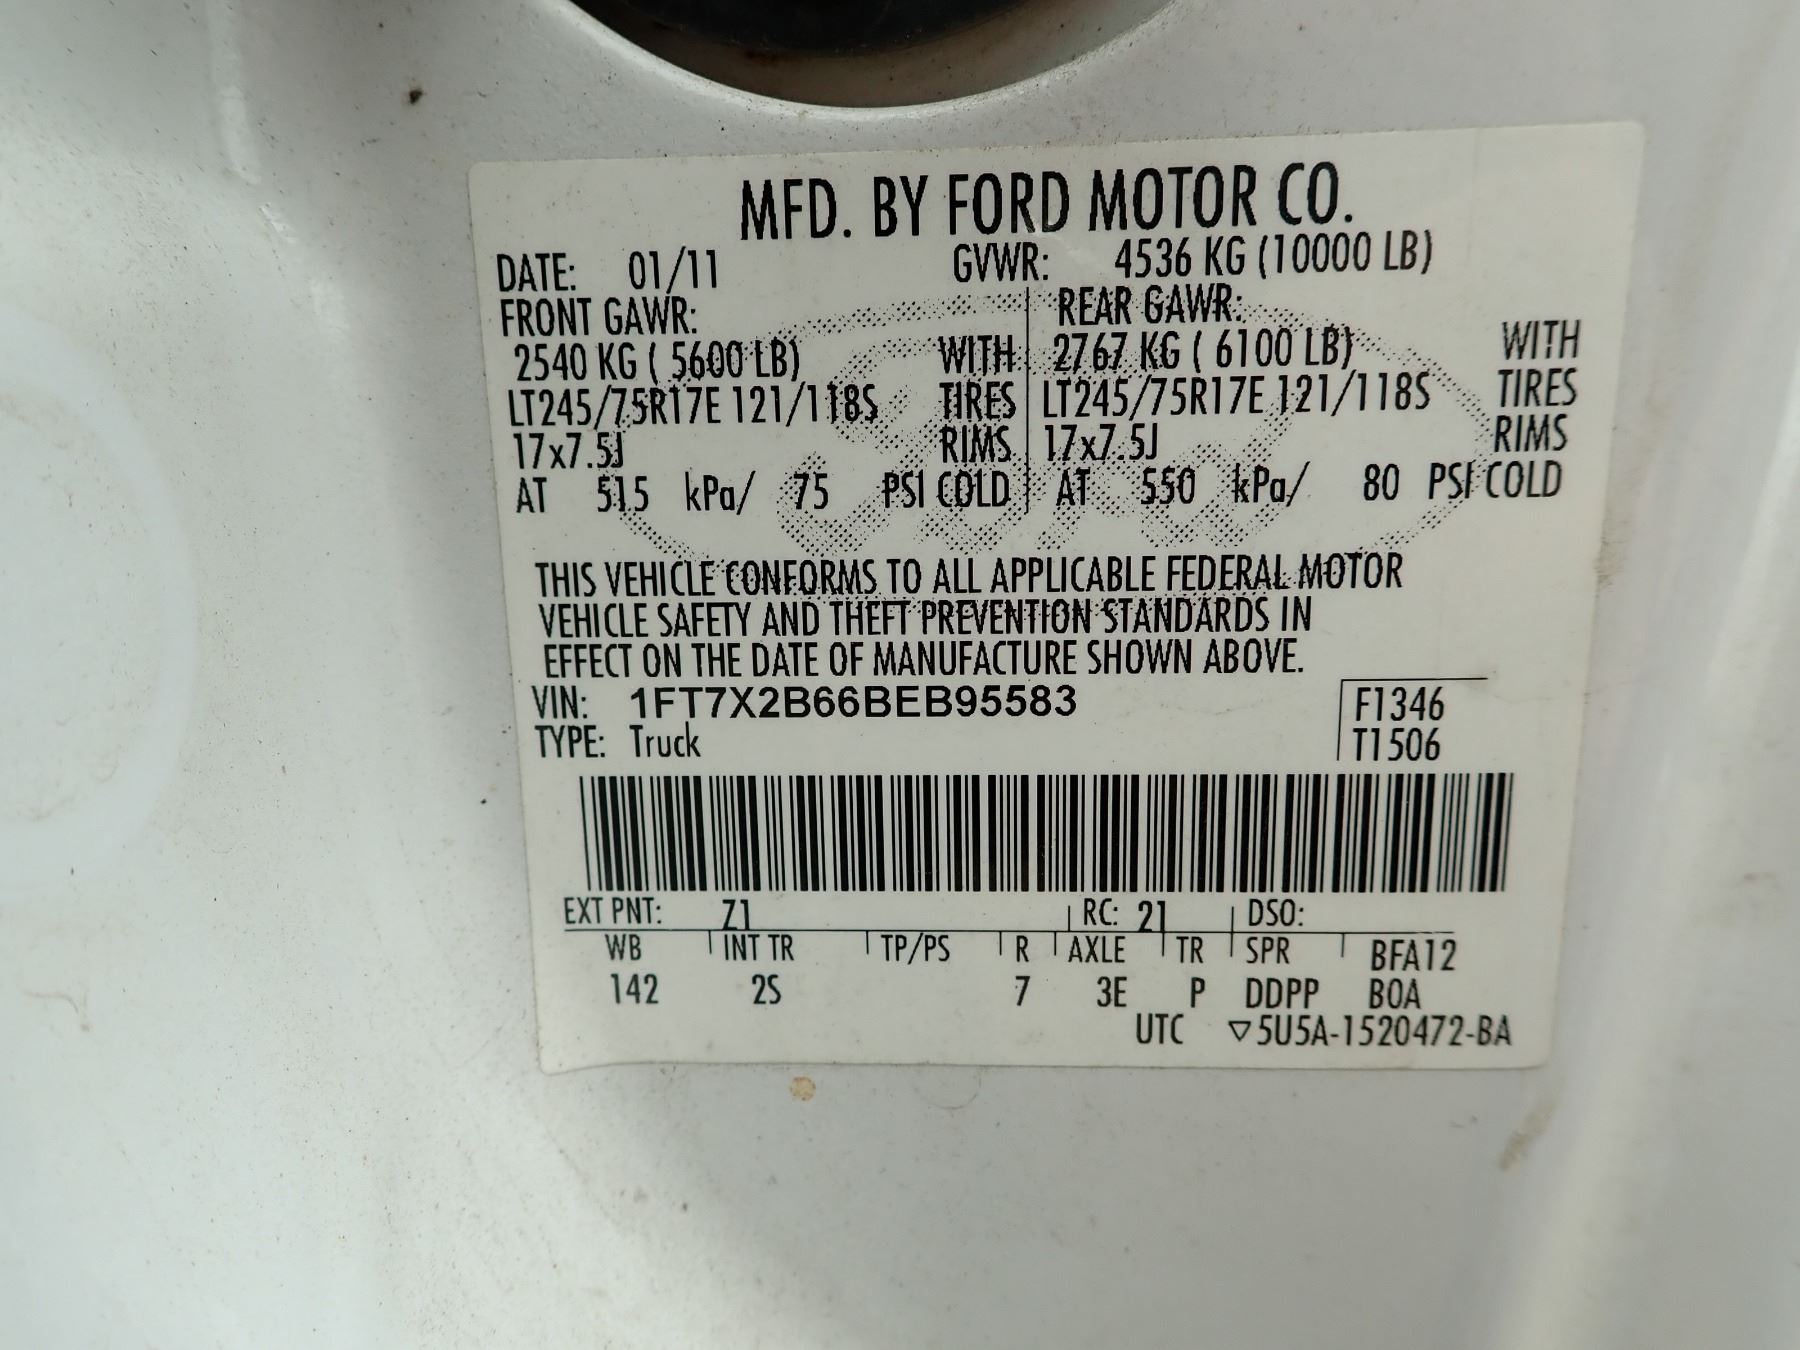 MFD. BY FORD MOTOR CO.
DATE: 01/11 GVWR: 4536 KG (10000 LB)
FRONT GAWR: REAR GAWR:
2540 KG ( 5600 LB) WITH 2767 KG ( 6100 LB) WITH
LT245/75R17E 121/118S TIRES LT245/75R17E 121/118S TIRES
17x7.5J RIMS 17x7.5J RIMS
AT 515 kPa/ 75 PSI COLD AT 550 kPa/ 80 PSI COLD
THIS VEHICLE CONFORMS TO ALL APPLICABLE FEDERAL MOTOR
VEHICLE SAFETY AND THEFT PREVENTION STANDARDS IN
EFFECT ON THE DATE OF MANUFACTURE SHOWN ABOVE.
VIN: 1FT7X2B66BEB95583 F1346
TYPE: Truck T1506
EXT PNT: Z1 RC: 21 DSO:
WB INT TR TP/PS R AXLE TR SPR BFA12
142 2S 7 3E P DDPP BOA
UTC ▽5U5A-1520472-BA